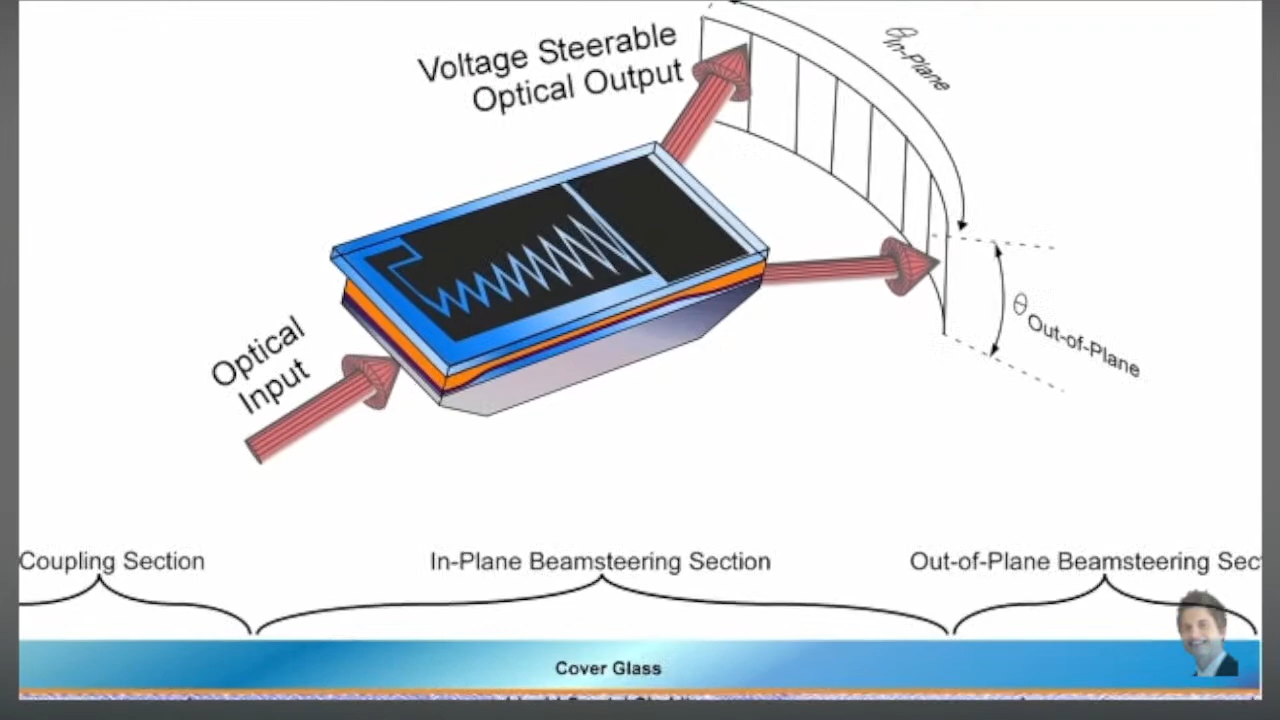 Voltage Steerable
Optical Output
θIn-Plane
Optical
Input
θOut-of-Plane
Coupling Section
In-Plane Beamsteering Section
Out-of-Plane Beamsteering Sec
Cover Glass